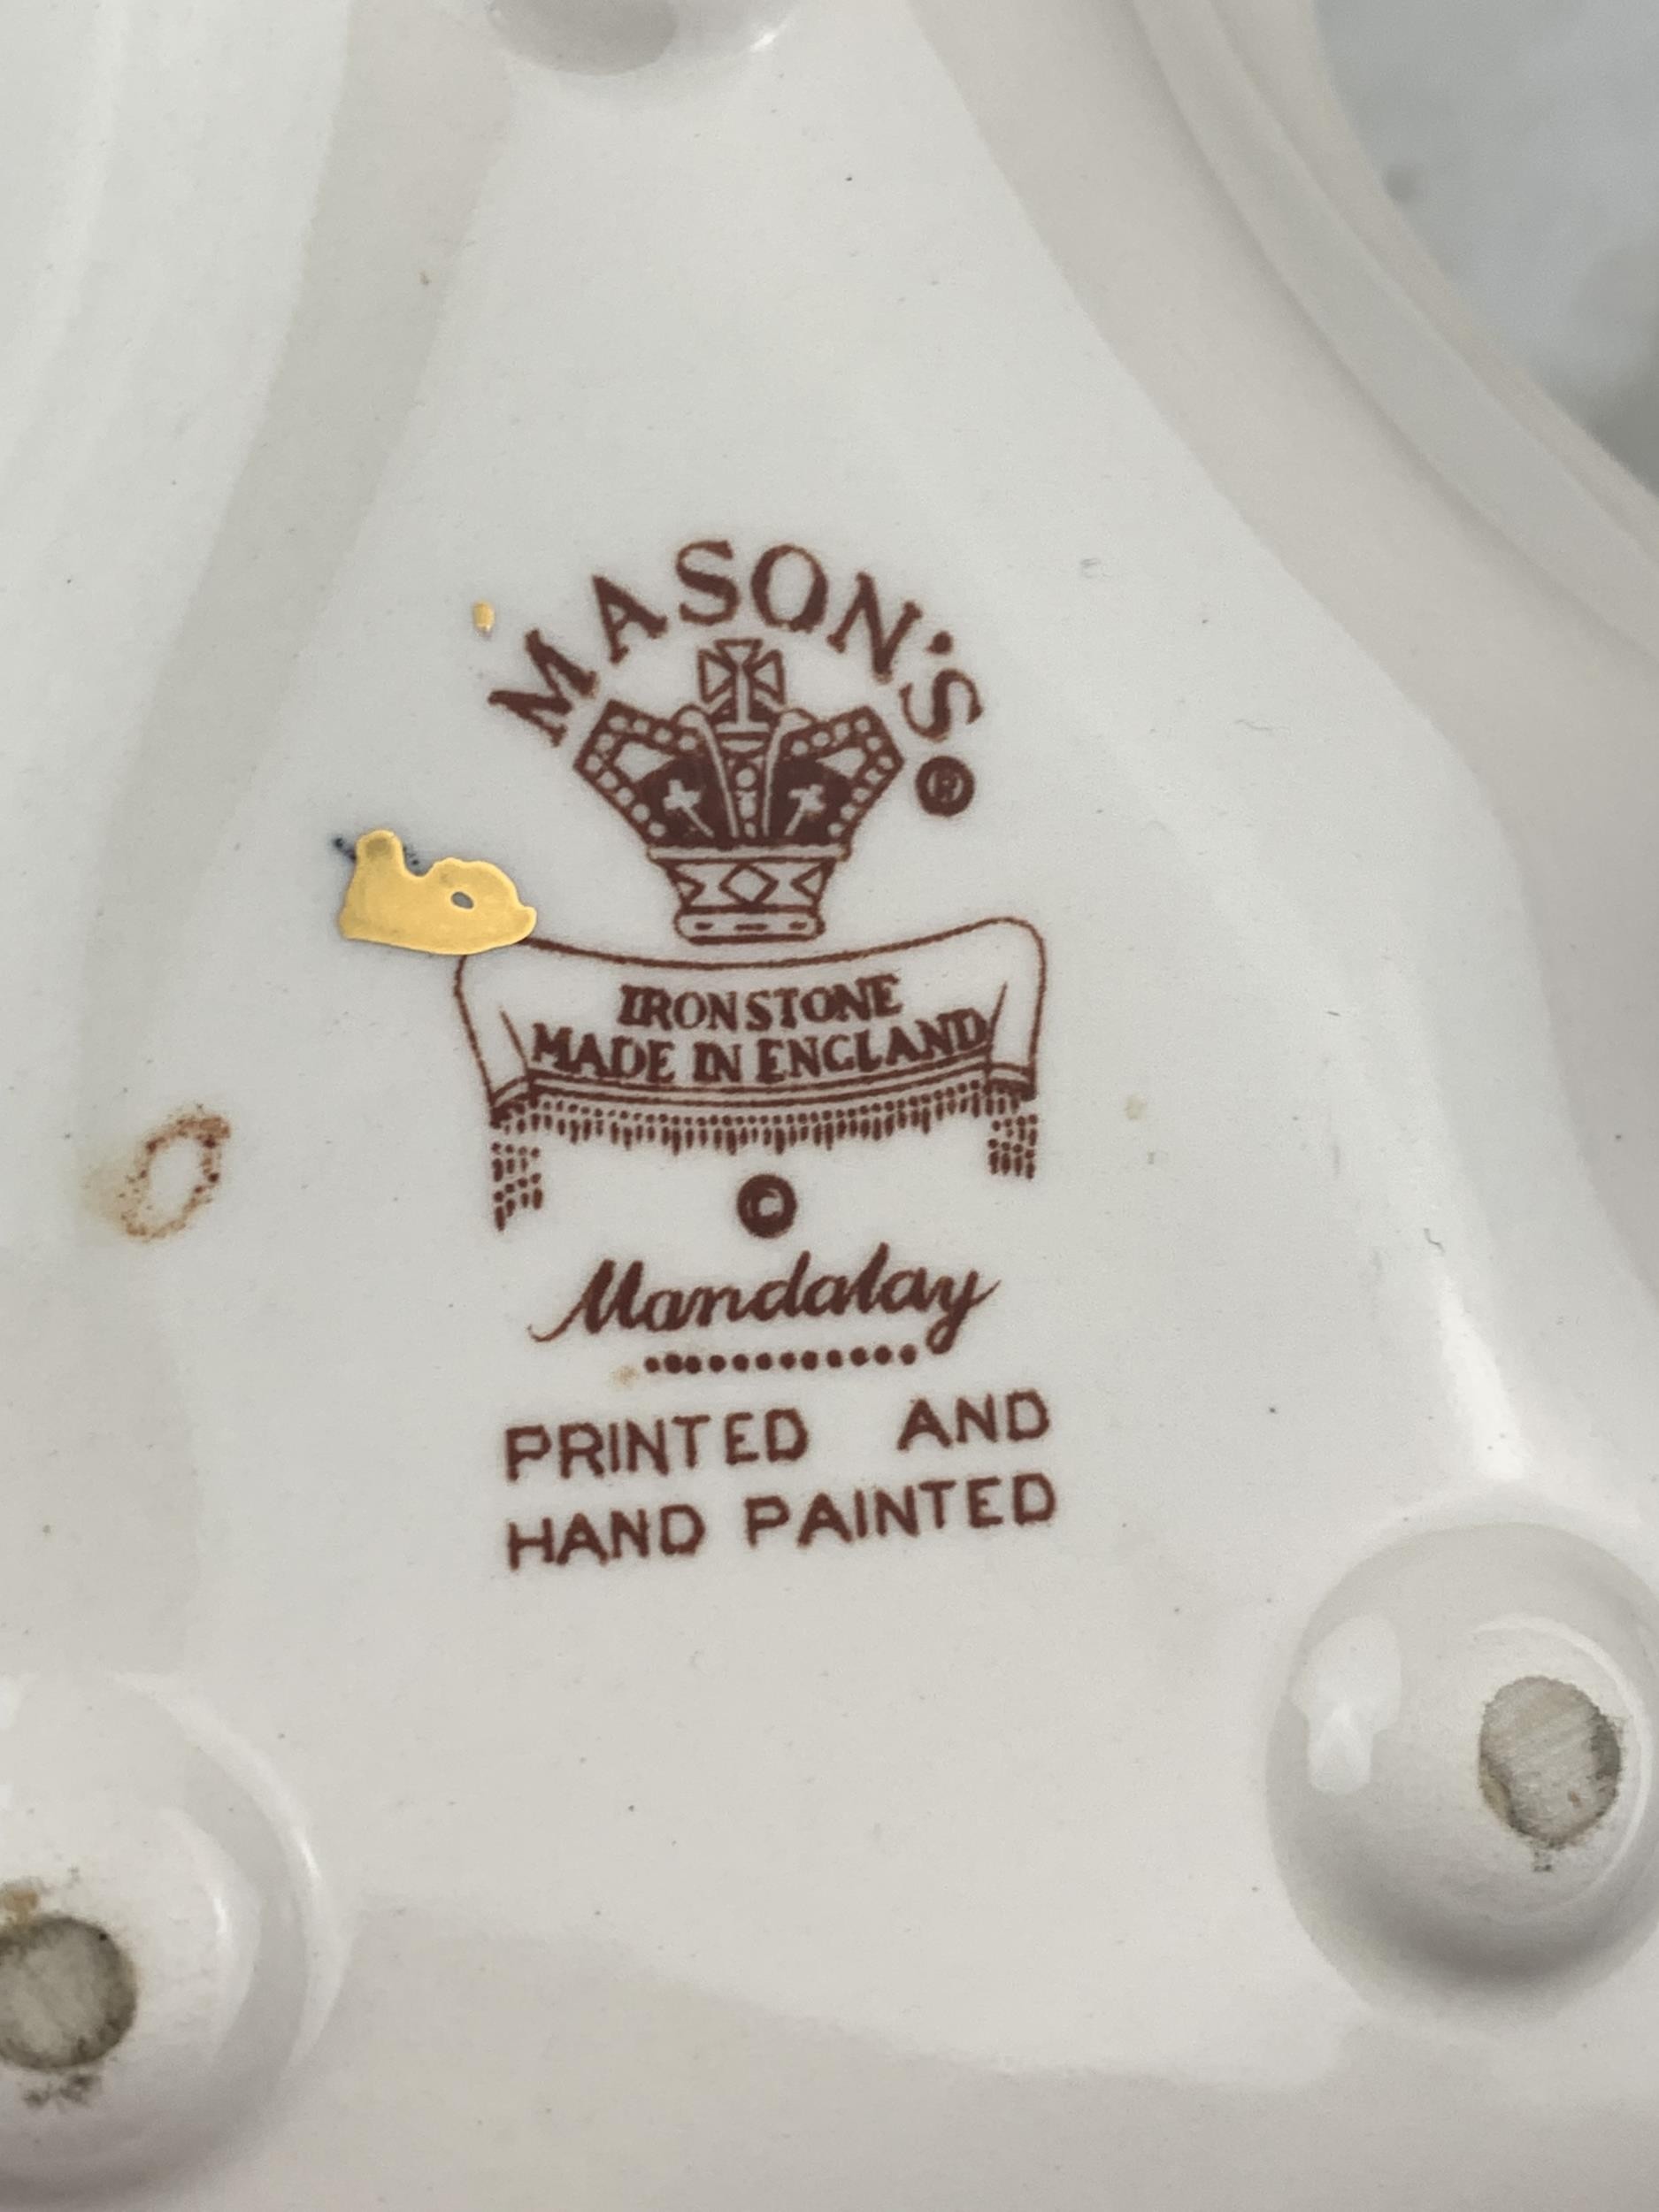 MASON'S®
IRONSTONE
MADE IN ENGLAND
©
Mandalay
PRINTED AND
HAND PAINTED